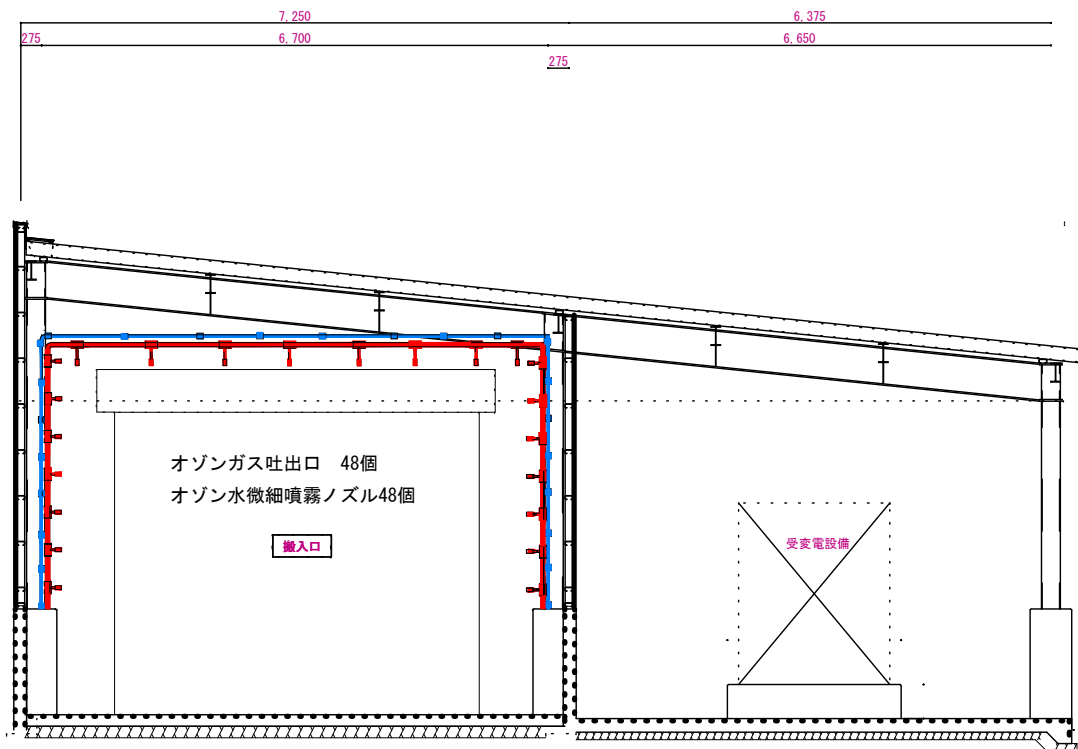 7,250 6,375
275 6,700 6,650
275
オゾンガス吐出口 48個
オゾン水微細噴霧ノズル48個
搬入口
受変電設備